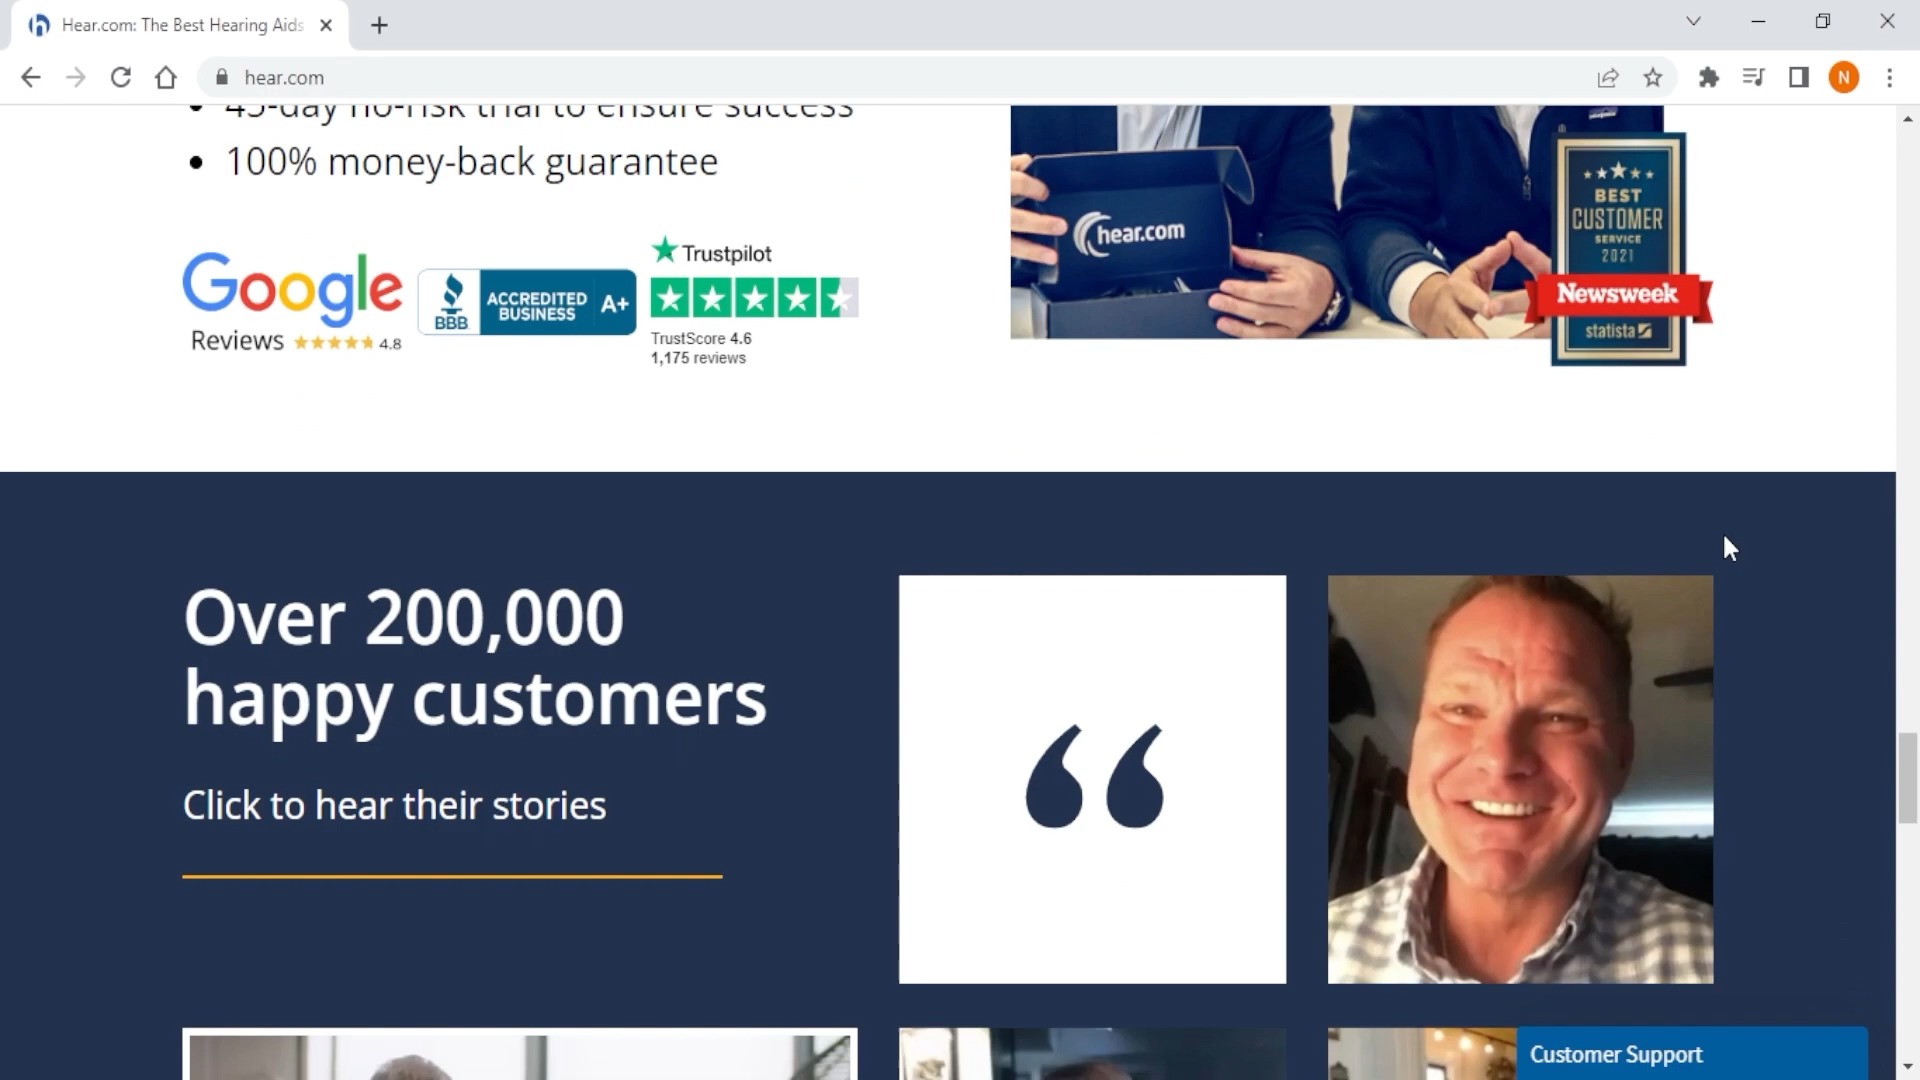 Hear.com: The Best Hearing Aids
hear.com
N
45-day no-risk trial to ensure success
100% money-back guarantee
Google
Reviews 4.8
BBB
ACCREDITED
BUSINESS
A+
Trustpilot
TrustScore 4.6
1,175 reviews
hear.com
BEST
CUSTOMER
SERVICE
2021
Newsweek
statista
Over 200,000
happy customers
Click to hear their stories
“
Customer Support